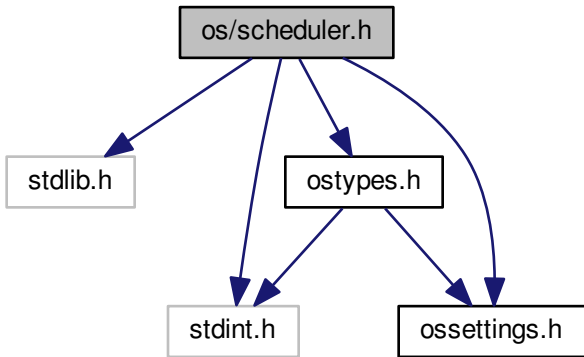 os/scheduler.h
stdlib.h
ostypes.h
stdint.h
ossettings.h